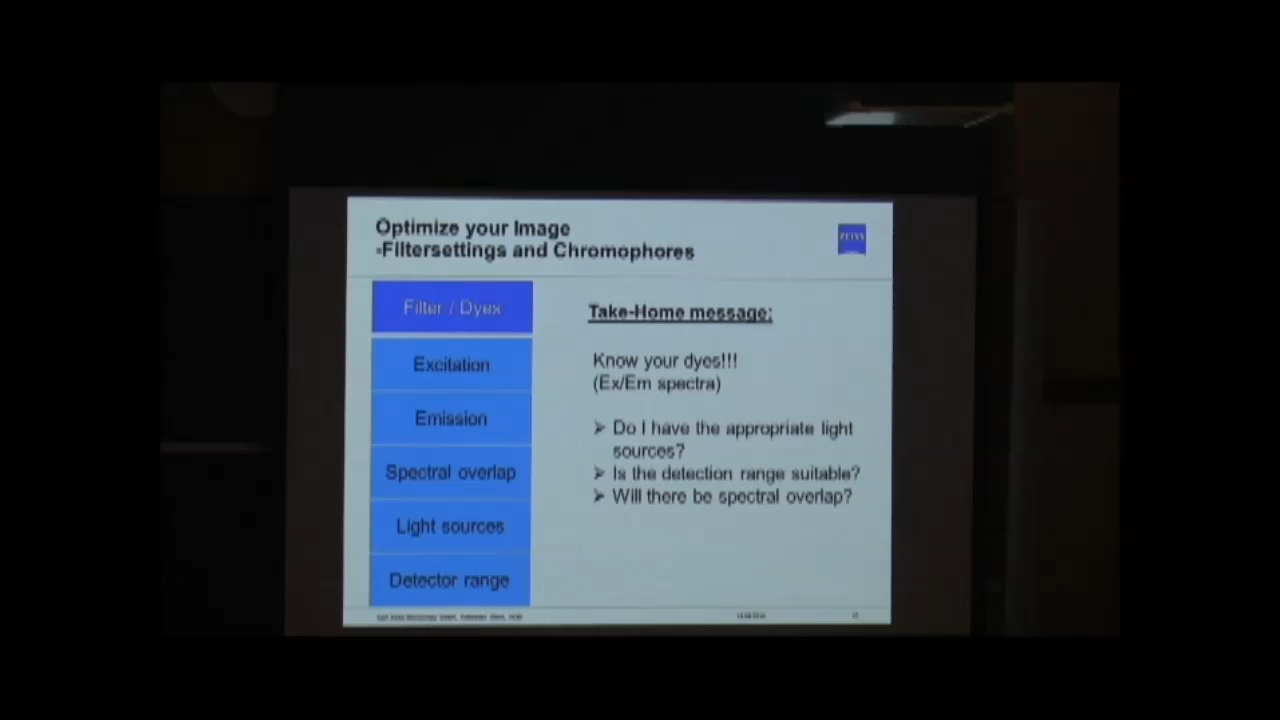 Optimize your Image
-Filtersettings and Chromophores
ZEISS
Filter / Dyes
Excitation
Emission
Spectral overlap
Light sources
Detector range
Take-Home message:
Know your dyes!!!
(Ex/Em spectra)
➢ Do I have the appropriate light
sources?
➢ Is the detection range suitable?
➢ Will there be spectral overlap?